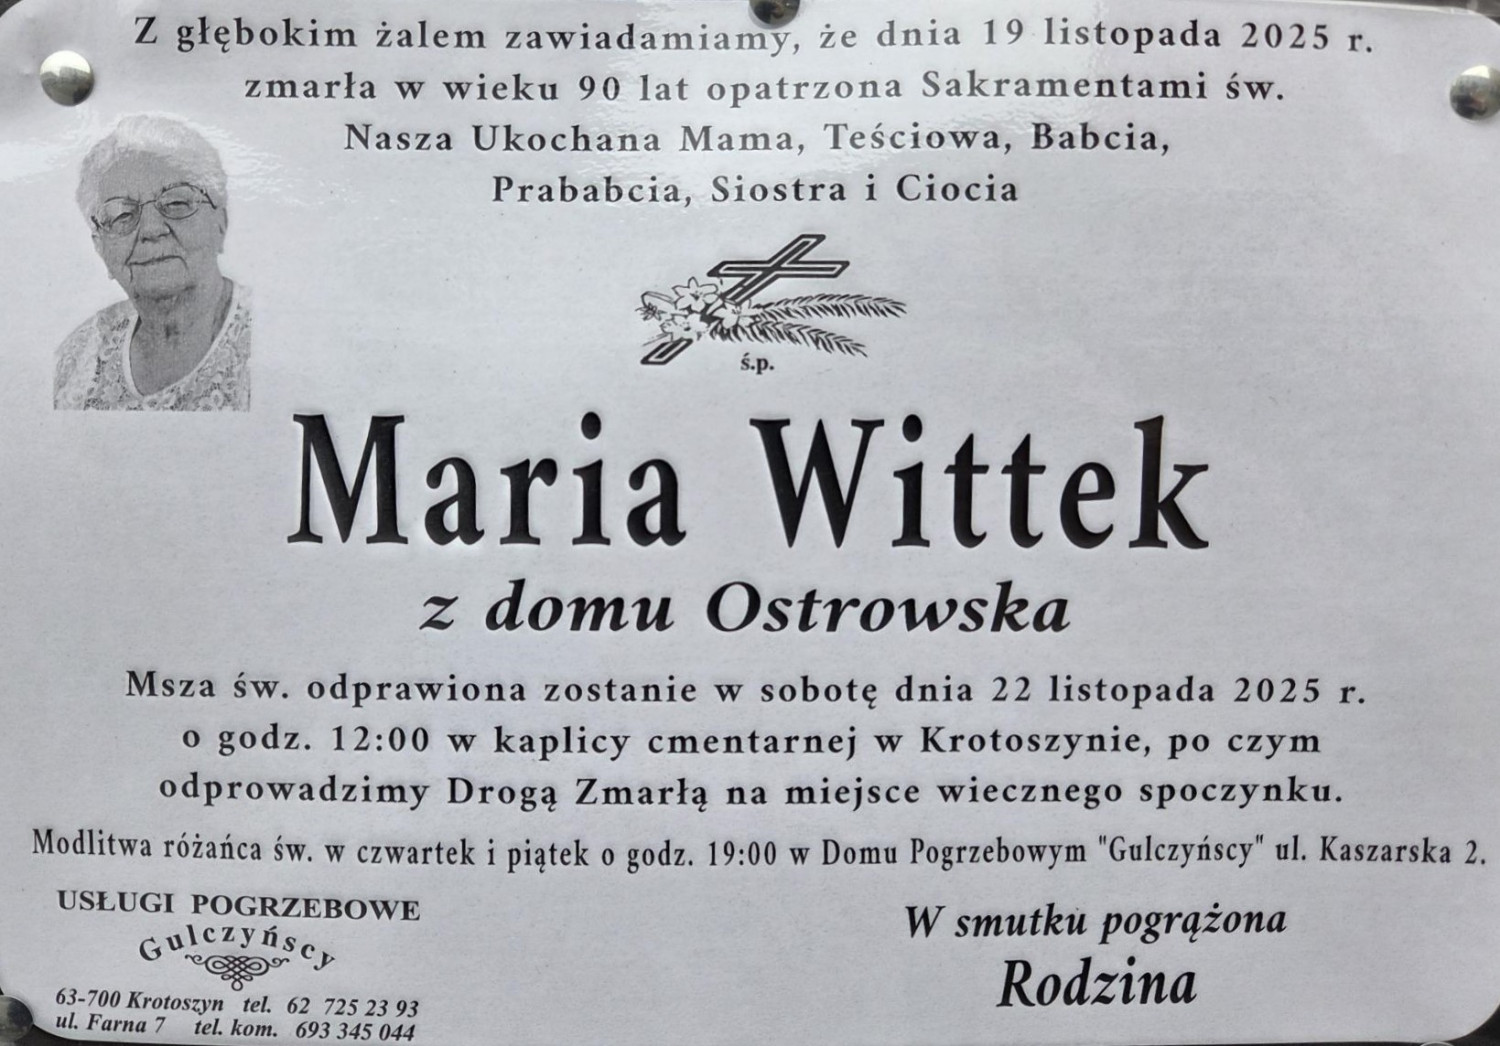 Z głębokim żalem zawiadamiamy, że dnia 19 listopada 2025 r.
zmarła w wieku 90 lat opatrzona Sakramentami św.
Nasza Ukochana Mama, Teściowa, Babcia,
Prababcia, Siostra i Ciocia
ś.p.
Maria Wittek
z domu Ostrowska
Msza św. odprawiona zostanie w sobotę dnia 22 listopada 2025 r.
o godz. 12:00 w kaplicy cmentarnej w Krotoszynie, po czym
odprowadzimy Drogą Zmarłą na miejsce wiecznego spoczynku.
Modlitwa różańca św. w czwartek i piątek o godz. 19:00 w Domu Pogrzebowym "Gulczyńscy" ul. Kaszarska 2.
USŁUGI POGRZEBOWE
Gulczyńscy
63-700 Krotoszyn tel. 62 725 23 93
ul. Farna 7 tel. kom. 693 345 044
W smutku pogrążona
Rodzina